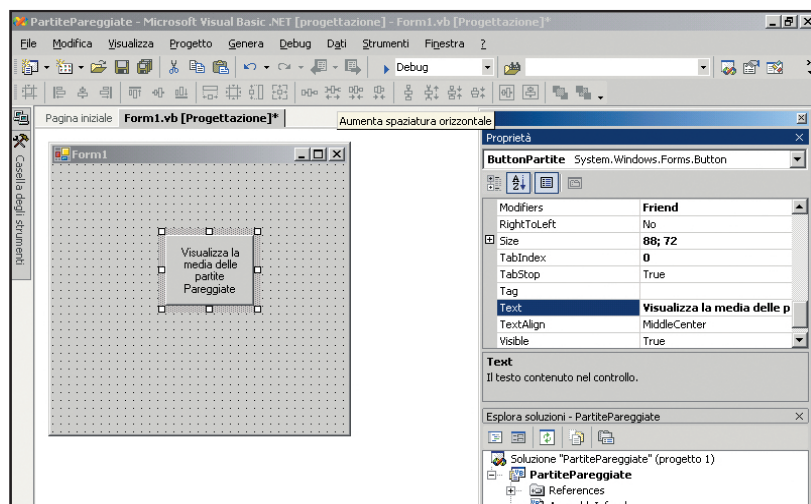 PartitePareggiate - Microsoft Visual Basic .NET [progettazione] - Form1.vb [Progettazione]*
File Modifica Visualizza Progetto Genera Debug Dati Strumenti Finestra ?
Debug
Pagina iniziale Form1.vb [Progettazione]*
Aumenta spaziatura orizzontale
Casella degli strumenti
Form1
Visualizza la
media delle
partite
Pareggiate
Proprietà
ButtonPartite System.Windows.Forms.Button
Modifiers Friend
RightToLeft No
Size 88; 72
TabIndex 0
TabStop True
Tag
Text Visualizza la media delle p
TextAlign MiddleCenter
Visible True
Text
Il testo contenuto nel controllo.
Esplora soluzioni - PartitePareggiate
Soluzione "PartitePareggiate" (progetto 1)
PartitePareggiate
References